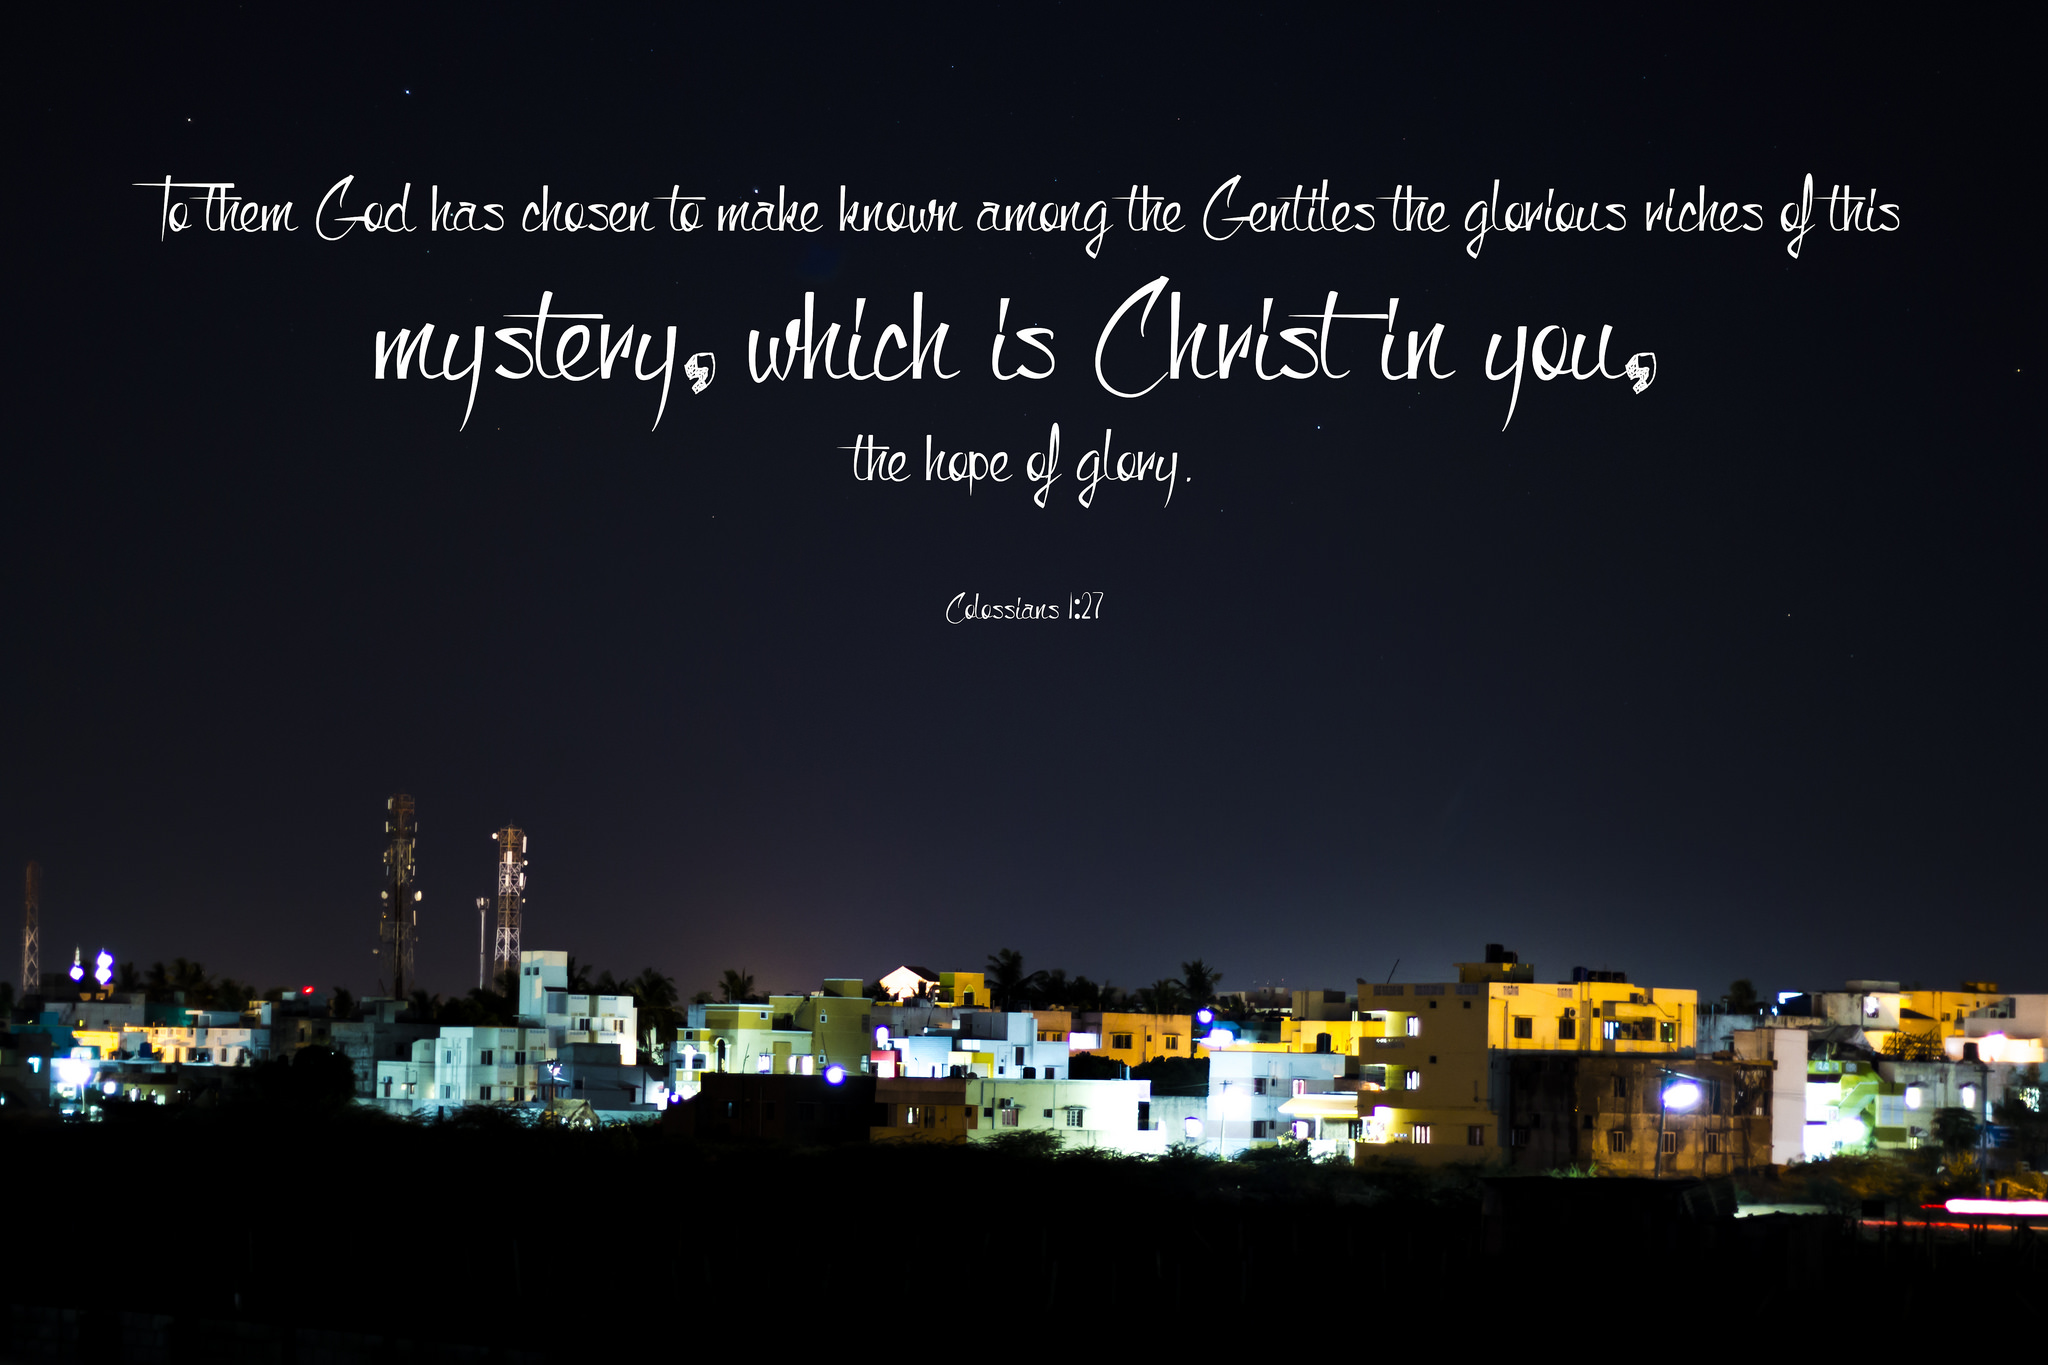 To them God has chosen to make known among the Gentiles the glorious riches of this
mystery, which is Christ in you,
the hope of glory.
Colossians 1:27